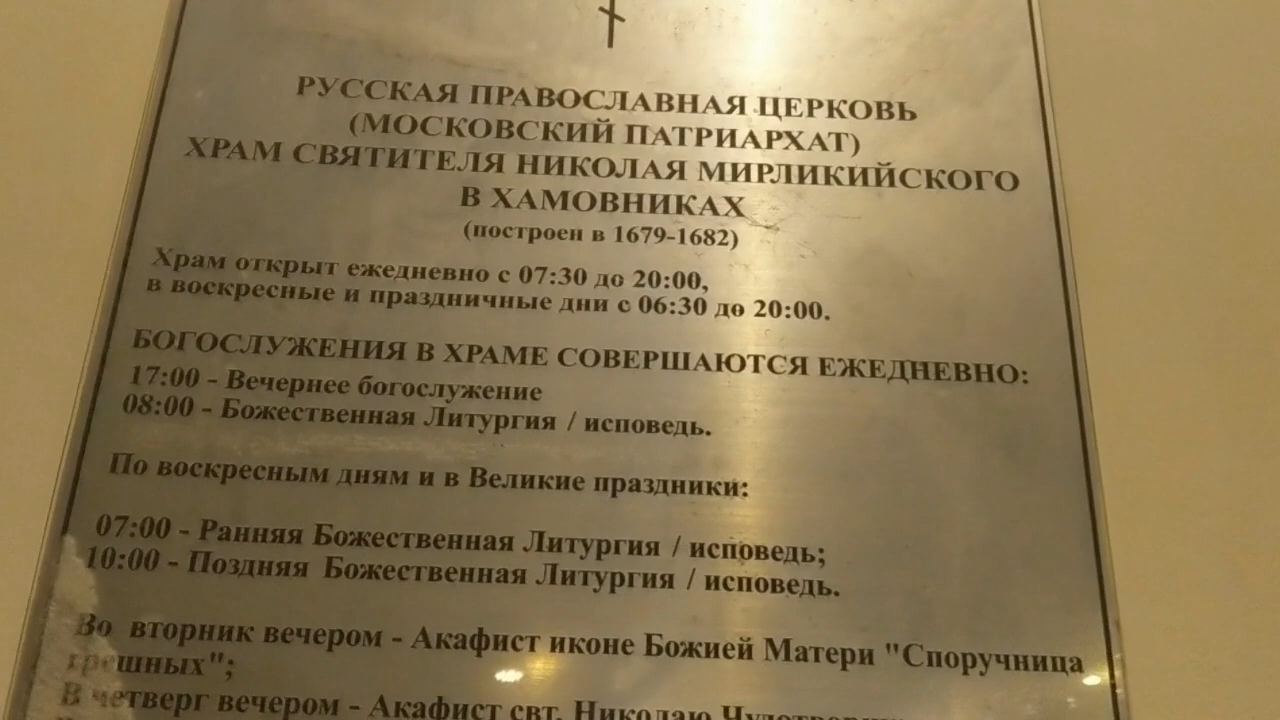 РУССКАЯ ПРАВОСЛАВНАЯ ЦЕРКОВЬ
(МОСКОВСКИЙ ПАТРИАРХАТ)
ХРАМ СВЯТИТЕЛЯ НИКОЛАЯ МИРЛИКИЙСКОГО
В ХАМОВНИКАХ
(построен в 1679-1682)
Храм открыт ежедневно с 07:30 до 20:00,
в воскресные и праздничные дни с 06:30 до 20:00.
БОГОСЛУЖЕНИЯ В ХРАМЕ СОВЕРШАЮТСЯ ЕЖЕДНЕВНО:
17:00 - Вечернее богослужение
08:00 - Божественная Литургия / исповедь.
По воскресным дням и в Великие праздники:
07:00 - Ранняя Божественная Литургия / исповедь;
10:00 - Поздняя Божественная Литургия / исповедь.
Во вторник вечером - Акафист иконе Божией Матери "Споручница
грешных";
В четверг вечером - Акафист свт. Николаю